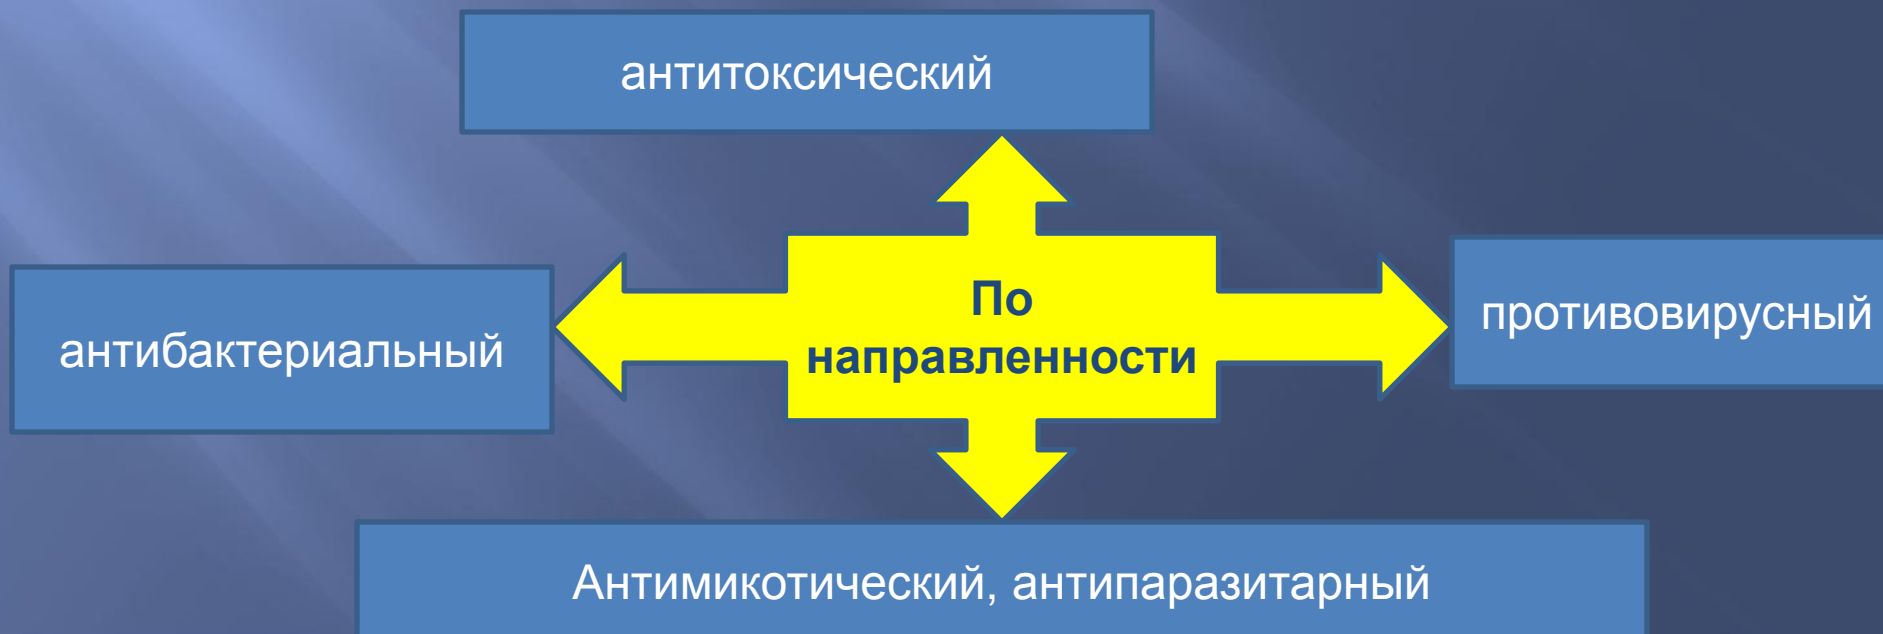 антитоксический
антибактериальный
По
направленности
противовирусный
Антимикотический, антипаразитарный